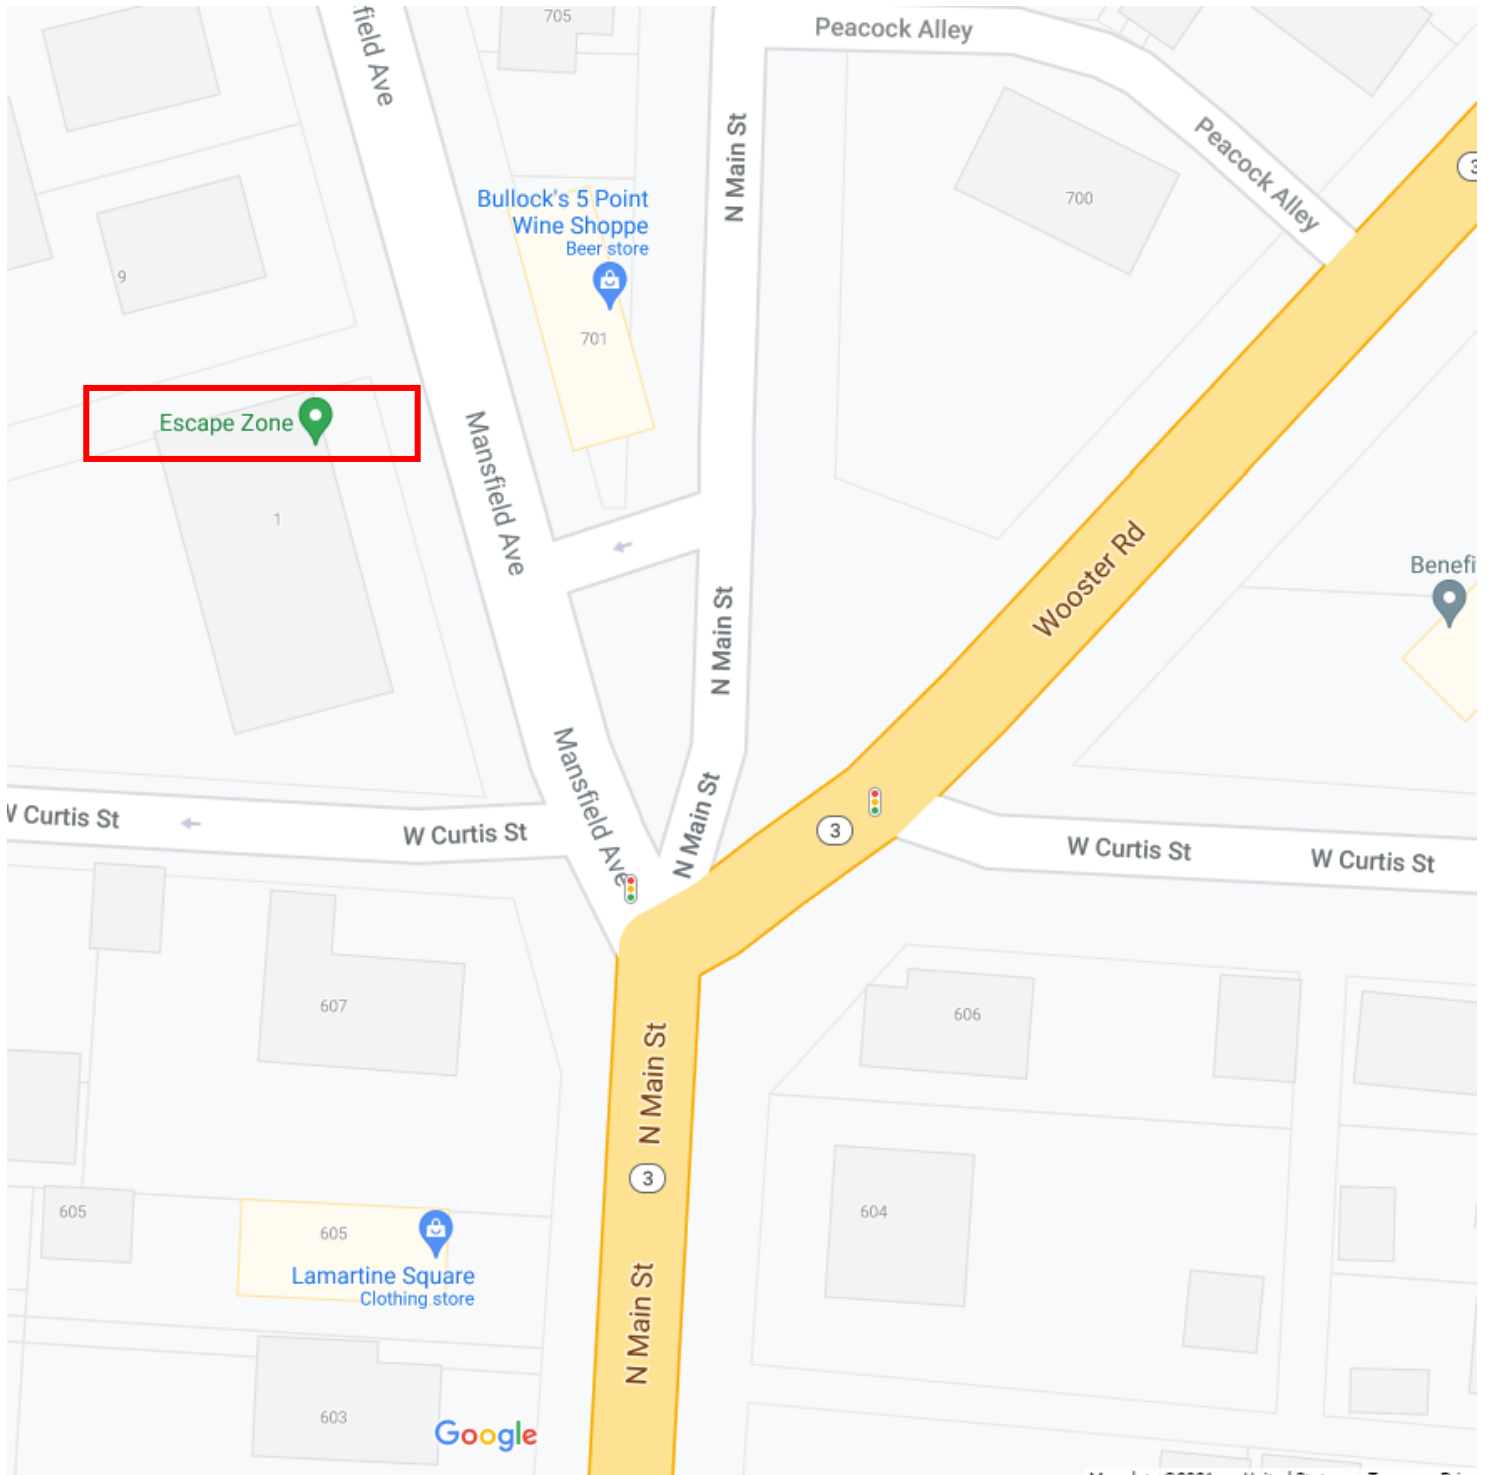 705
Peacock Alley
field Ave
N Main St
Peacock Alley
3
Bullock's 5 Point
Wine Shoppe
Beer store
700
9
701
Escape Zone
Mansfield Ave
1
Wooster Rd
Benefi
N Main St
Mansfield Ave
N Main St
W Curtis St
W Curtis St
3
W Curtis St
W Curtis St
607
606
N Main St
3
605
605
604
Lamartine Square
Clothing store
N Main St
603
Google